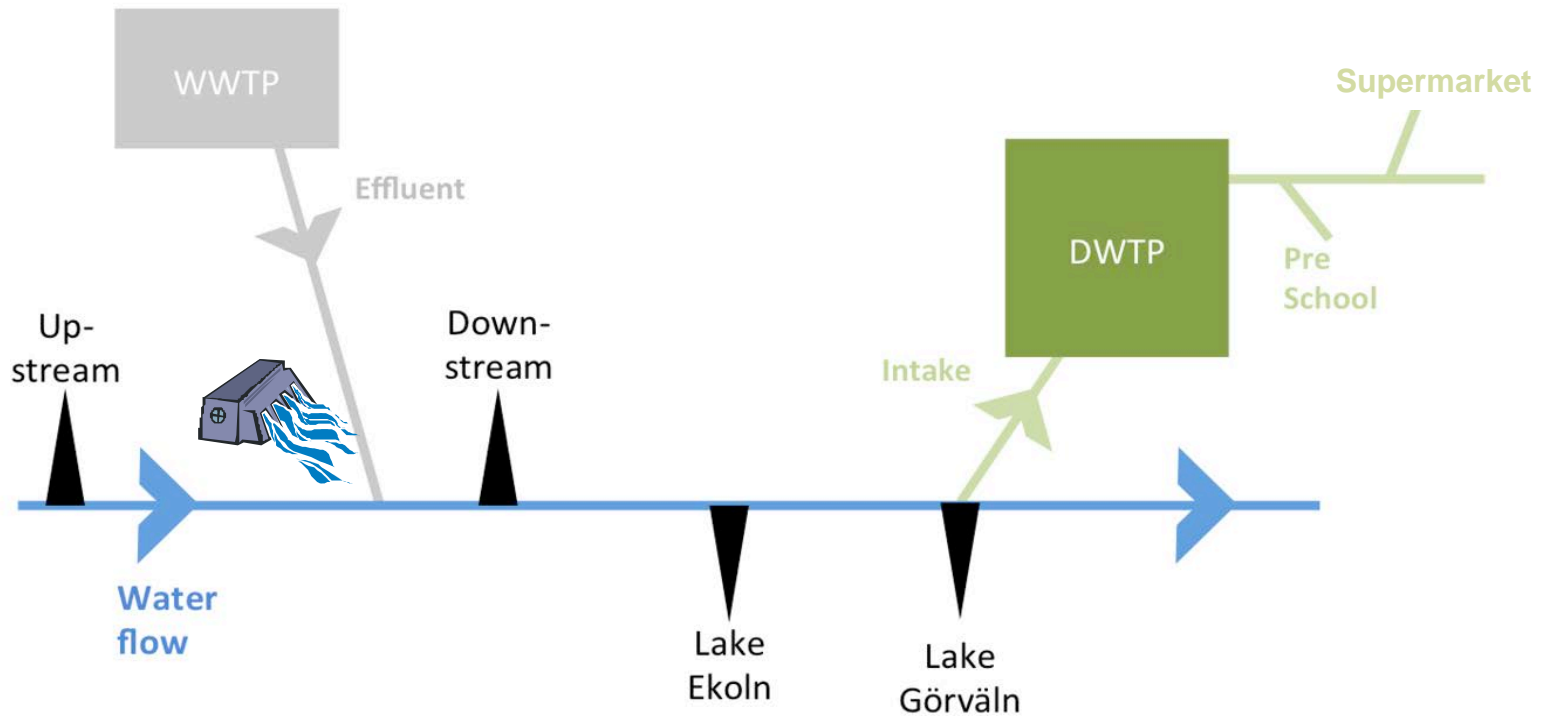 WWTP
Supermarket
Effluent
DWTP
Pre
School
Up-
stream
Down-
stream
Intake
Water
flow
Lake
Ekoln
Lake
Görväln